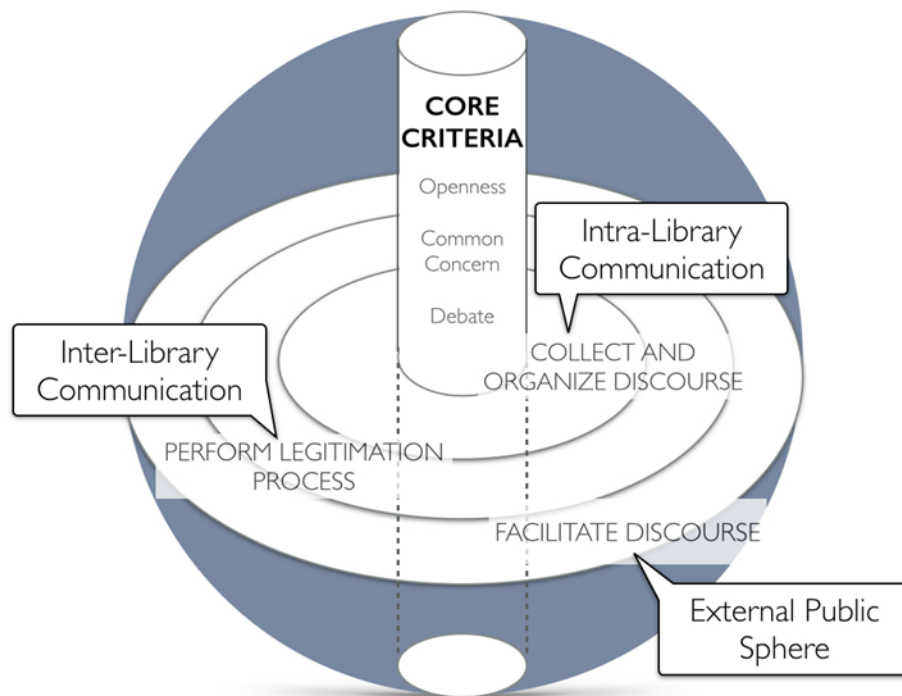 CORE
CRITERIA
Openness
Common
Concern
Debate
Intra-Library
Communication
COLLECT AND
ORGANIZE DISCOURSE
Inter-Library
Communication
PERFORM LEGITIMATION
PROCESS
FACILITATE DISCOURSE
External Public
Sphere